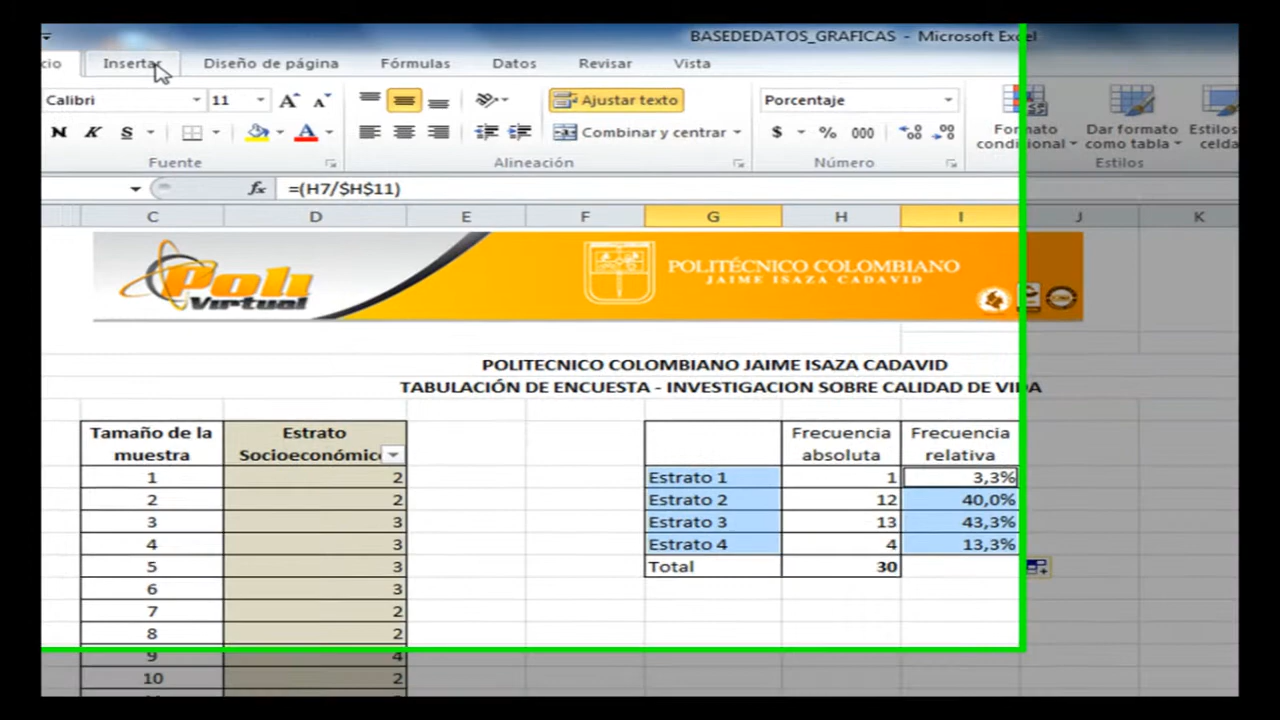 BASEDEDATOS_GRAFICAS - Microsoft Excel
cio Insertar Diseño de página Fórmulas Datos Revisar Vista
Calibri 11 A A Ajustar texto Porcentaje
N K S A Combinar y centrar $ % 000 Formato condicional Dar formato como tabla Estilos celda
Fuente Alineación Número Estilos
fx =(H7/$H$11)
C D E F G H I J K
Poli Virtual
POLITÉCNICO COLOMBIANO
JAIME ISAZA CADAVID
POLITECNICO COLOMBIANO JAIME ISAZA CADAVID
TABULACIÓN DE ENCUESTA - INVESTIGACION SOBRE CALIDAD DE VIDA
Tamaño de la muestra Estrato Socioeconómico Frecuencia absoluta Frecuencia relativa
1 2 Estrato 1 1 3,3%
2 2 Estrato 2 12 40,0%
3 3 Estrato 3 13 43,3%
4 3 Estrato 4 4 13,3%
5 3 Total 30
6 3
7 2
8 2
9 4
10 2